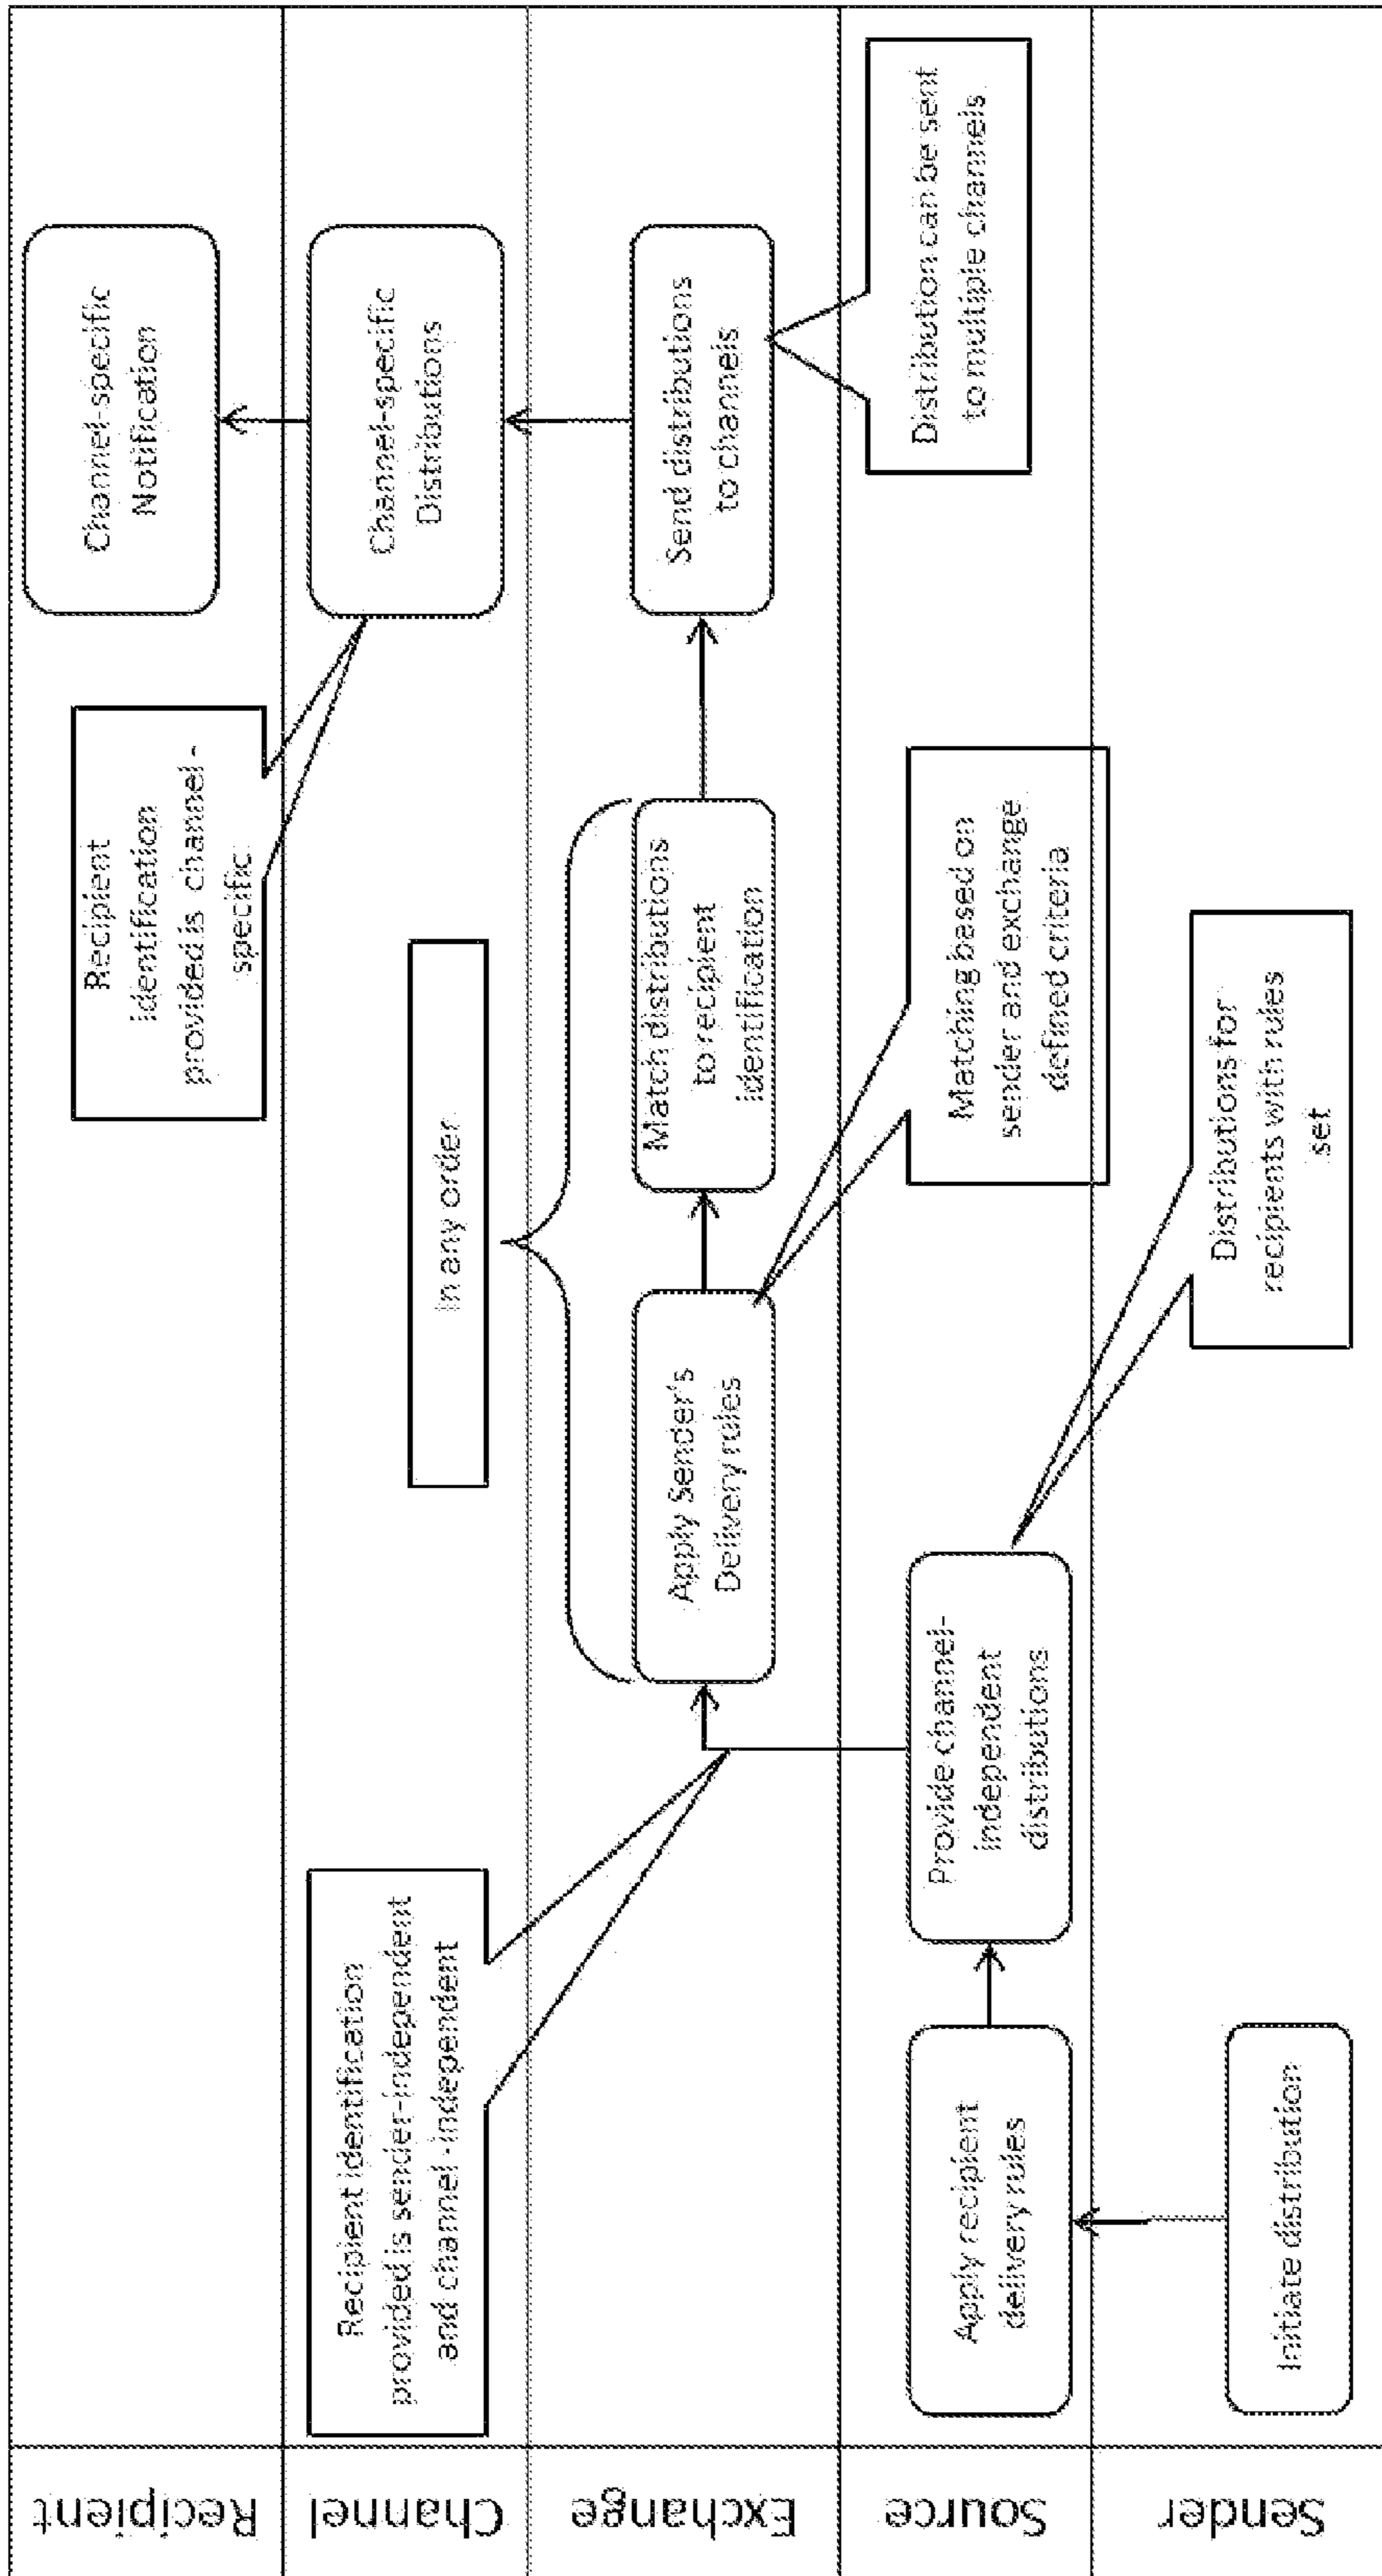 Recipient
Channel
Exchange
Source
Sender
Channel-specific
Notification
Recipient
identification
provided is channel -
specific
Recipient identification
provided is sender-independent
and channel -independent
In any order
Channel-specific
Distributions
Apply Sender's
Delivery rules
Match distributions
to recipient
identification
Send distributions
to channels
Apply recipient
delivery rules
Provide channel-
independent
distributions
Matching based on
sender and exchange
defined criteria
Distribution can be sent
to multiple channels
Initiate distribution
Distributions for
recipients with rules
set